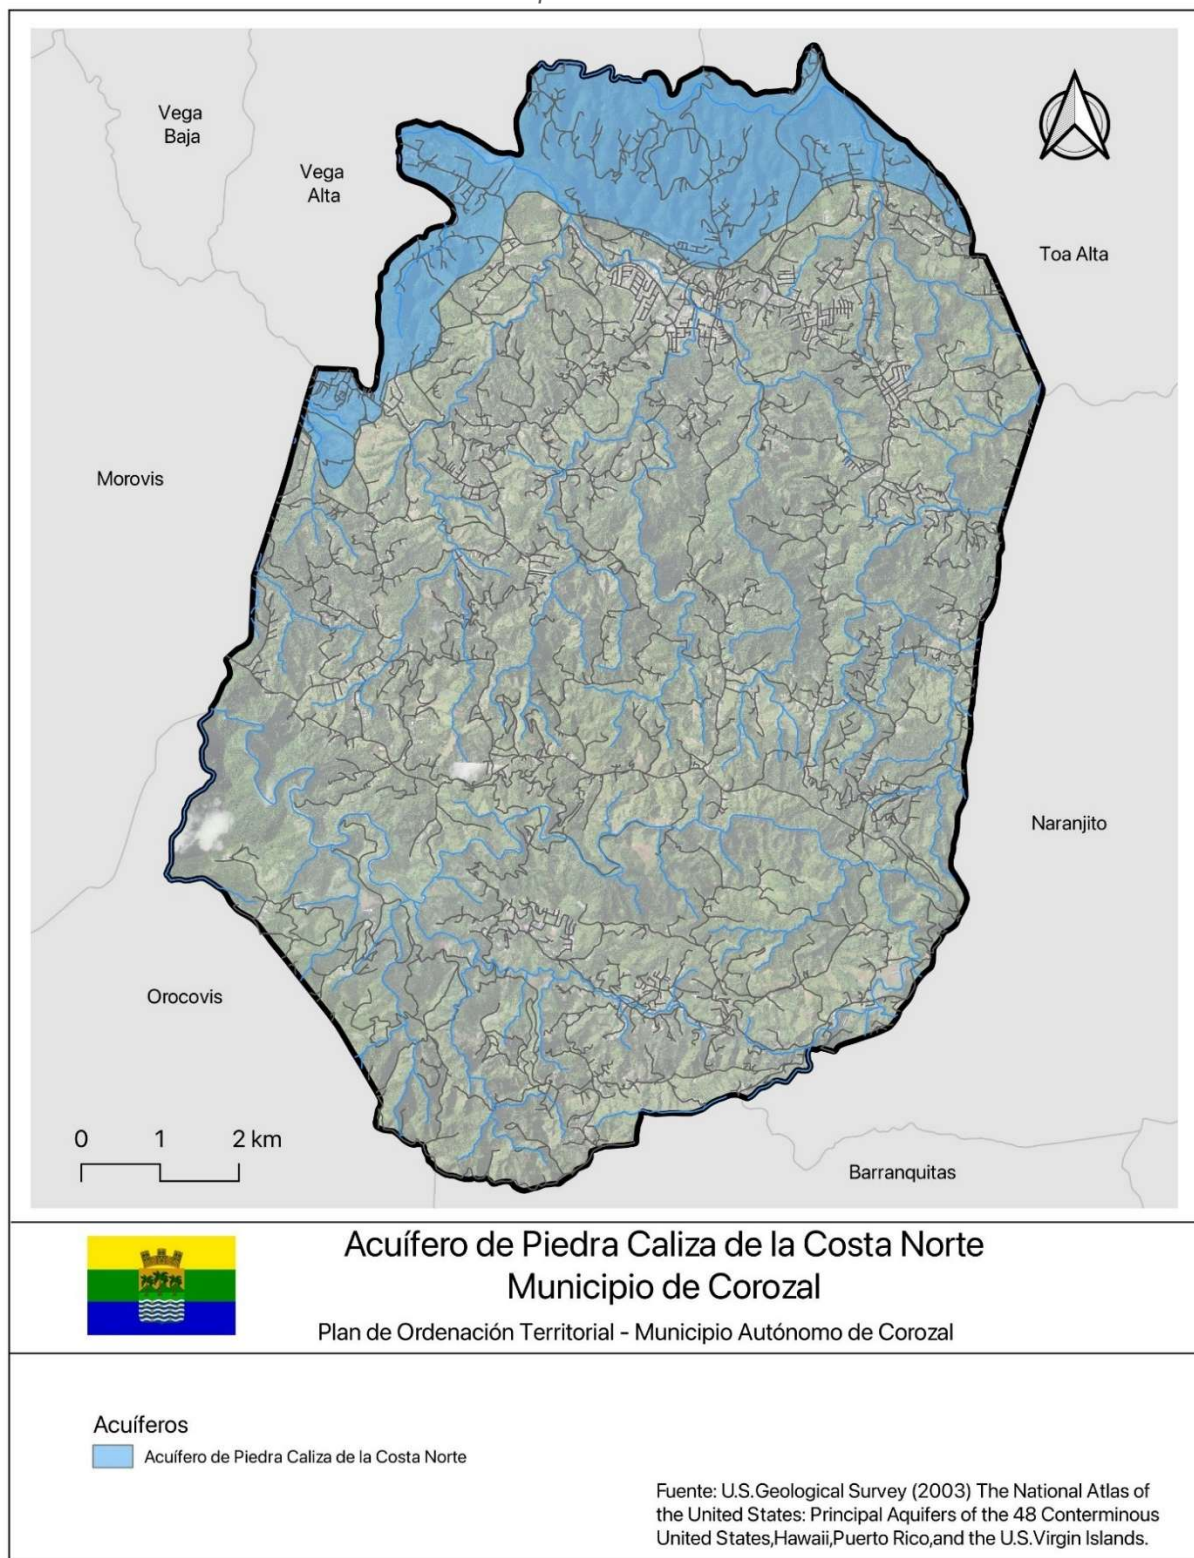 Vega
Baja
Vega
Alta
Toa Alta
Morovis
Naranjito
Orocovis
0 1 2 km
Barranquitas
Acuífero de Piedra Caliza de la Costa Norte
Municipio de Corozal
Plan de Ordenación Territorial - Municipio Autónomo de Corozal
Acuíferos
Acuífero de Piedra Caliza de la Costa Norte
Fuente: U.S.Geological Survey (2003) The National Atlas of
the United States: Principal Aquifers of the 48 Conterminous
United States,Hawaii,Puerto Rico,and the U.S.Virgin Islands.